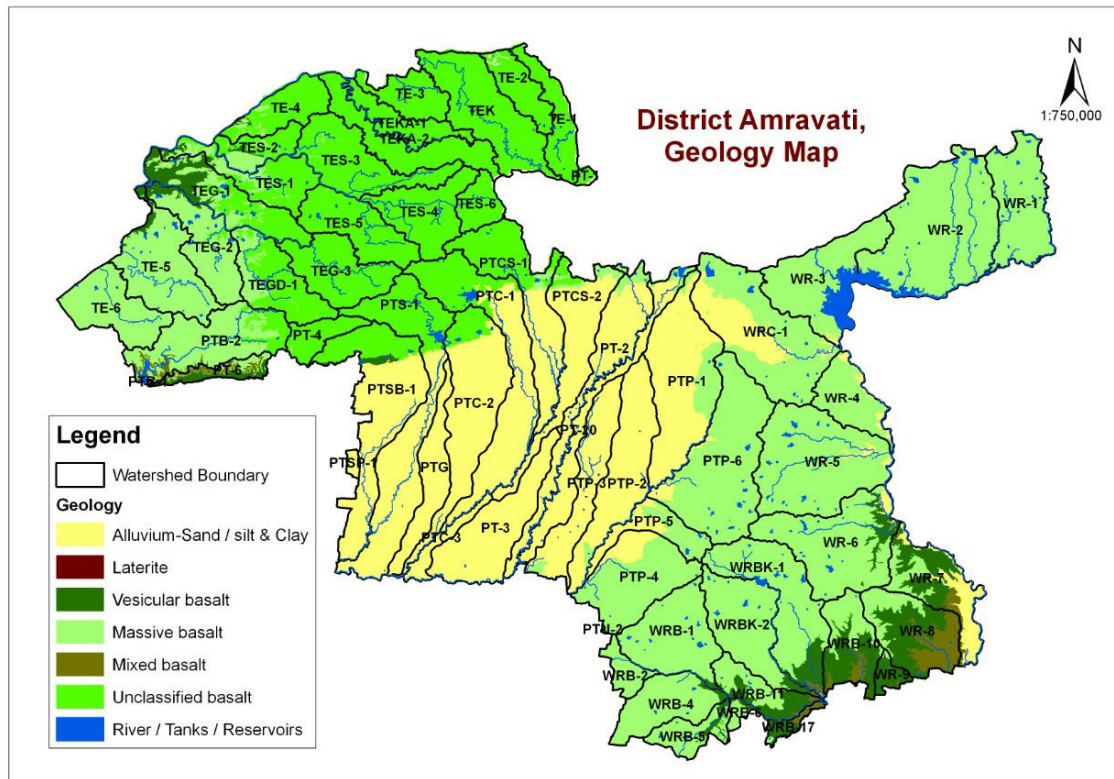 District Amravati,
Geology Map
N
1:750,000
TE-2
TE-3
TEK
TE-4
TE-1
TEKA-1
TEKA-2
TES-2
TES-3
PT-1
TES-1
TEG-1
TES-6
TES-4
TES-5
WR-1
WR-2
TEG-2
TE-5
TEG-3
PTCS-1
WR-3
TEGD-1
PTC-1
PTCS-2
TE-6
PTS-1
WRC-1
PT-4
PTB-2
PT-2
PTP-1
PT-6
PTSB-1
PTC-2
WR-4
PT-20
PTSP-1
PTG
PTP-6
WR-5
PTP-3
PTP-2
PTP-5
PT-3
PTC-3
WR-6
WRBK-1
PTP-4
WR-7
WRBK-2
WRB-1
WR-8
WRB-10
WRB-2
WR-9
WRB-11
WRB-4
WRB-6
WRB-17
WRB-5
Legend
Watershed Boundary
Geology
Alluvium-Sand / silt & Clay
Laterite
Vesicular basalt
Massive basalt
Mixed basalt
Unclassified basalt
River / Tanks / Reservoirs